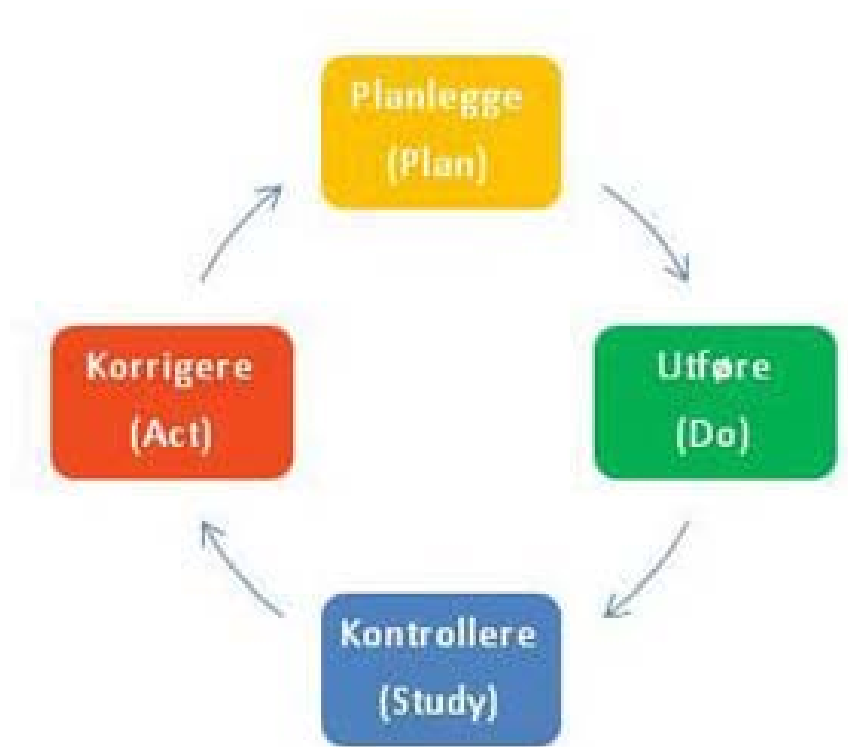 Planlegge
(Plan)
Utføre
(Do)
Kontrollere
(Study)
Korrigere
(Act)